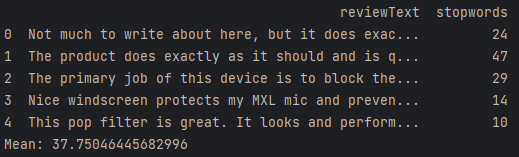 reviewText stopwords
0 Not much to write about here, but it does exac... 24
1 The product does exactly as it should and is q... 47
2 The primary job of this device is to block the... 29
3 Nice windscreen protects my MXL mic and preven... 14
4 This pop filter is great. It looks and perform... 10
Mean: 37.75046445682996